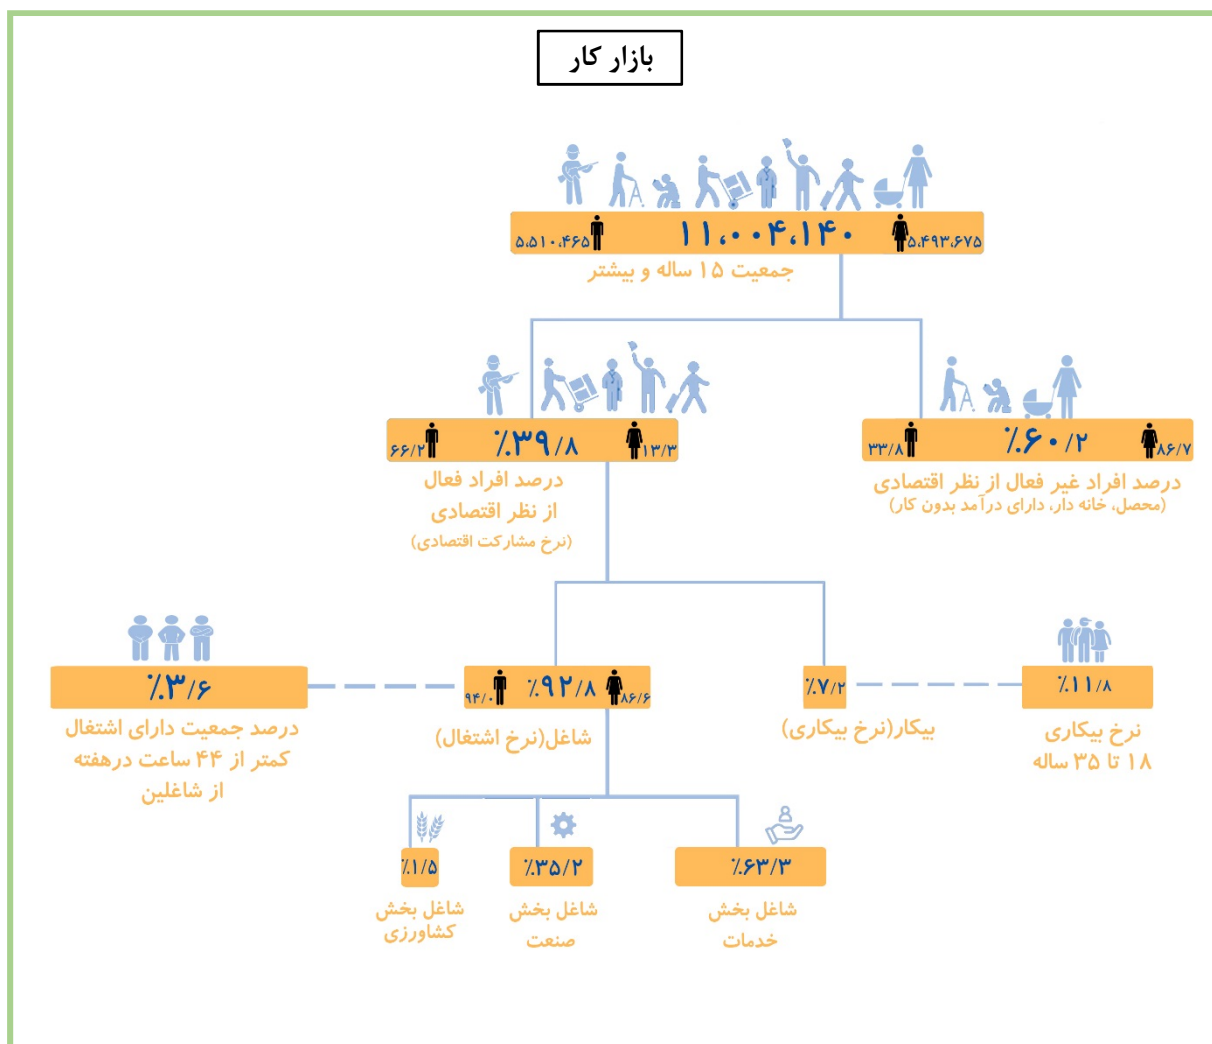 بازار کار
۵،۴۹۳،۶۷۵
۱۱،۰۰۴،۱۴۰
۵،۵۱۰،۴۶۵
جمعیت ۱۵ ساله و بیشتر
۸۶/۷
٪۶۰/۲
۳۳/۸
درصد افراد غیر فعال از نظر اقتصادی
(محصل، خانه دار، دارای درآمد بدون کار)
۱۳/۳
٪۳۹/۸
۶۶/۲
درصد افراد فعال
از نظر اقتصادی
(نرخ مشارکت اقتصادی)
٪۱۱/۸
نرخ بیکاری
۱۸ تا ۳۵ ساله
٪۷/۲
بیکار(نرخ بیکاری)
۸۶/۶
٪۹۲/۸
۹۴/۰
شاغل(نرخ اشتغال)
٪۳/۶
درصد جمعیت دارای اشتغال
کمتر از ۴۴ ساعت درهفته
از شاغلین
٪۶۳/۳
شاغل بخش
خدمات
٪۳۵/۲
شاغل بخش
صنعت
٪۱/۵
شاغل بخش
کشاورزی